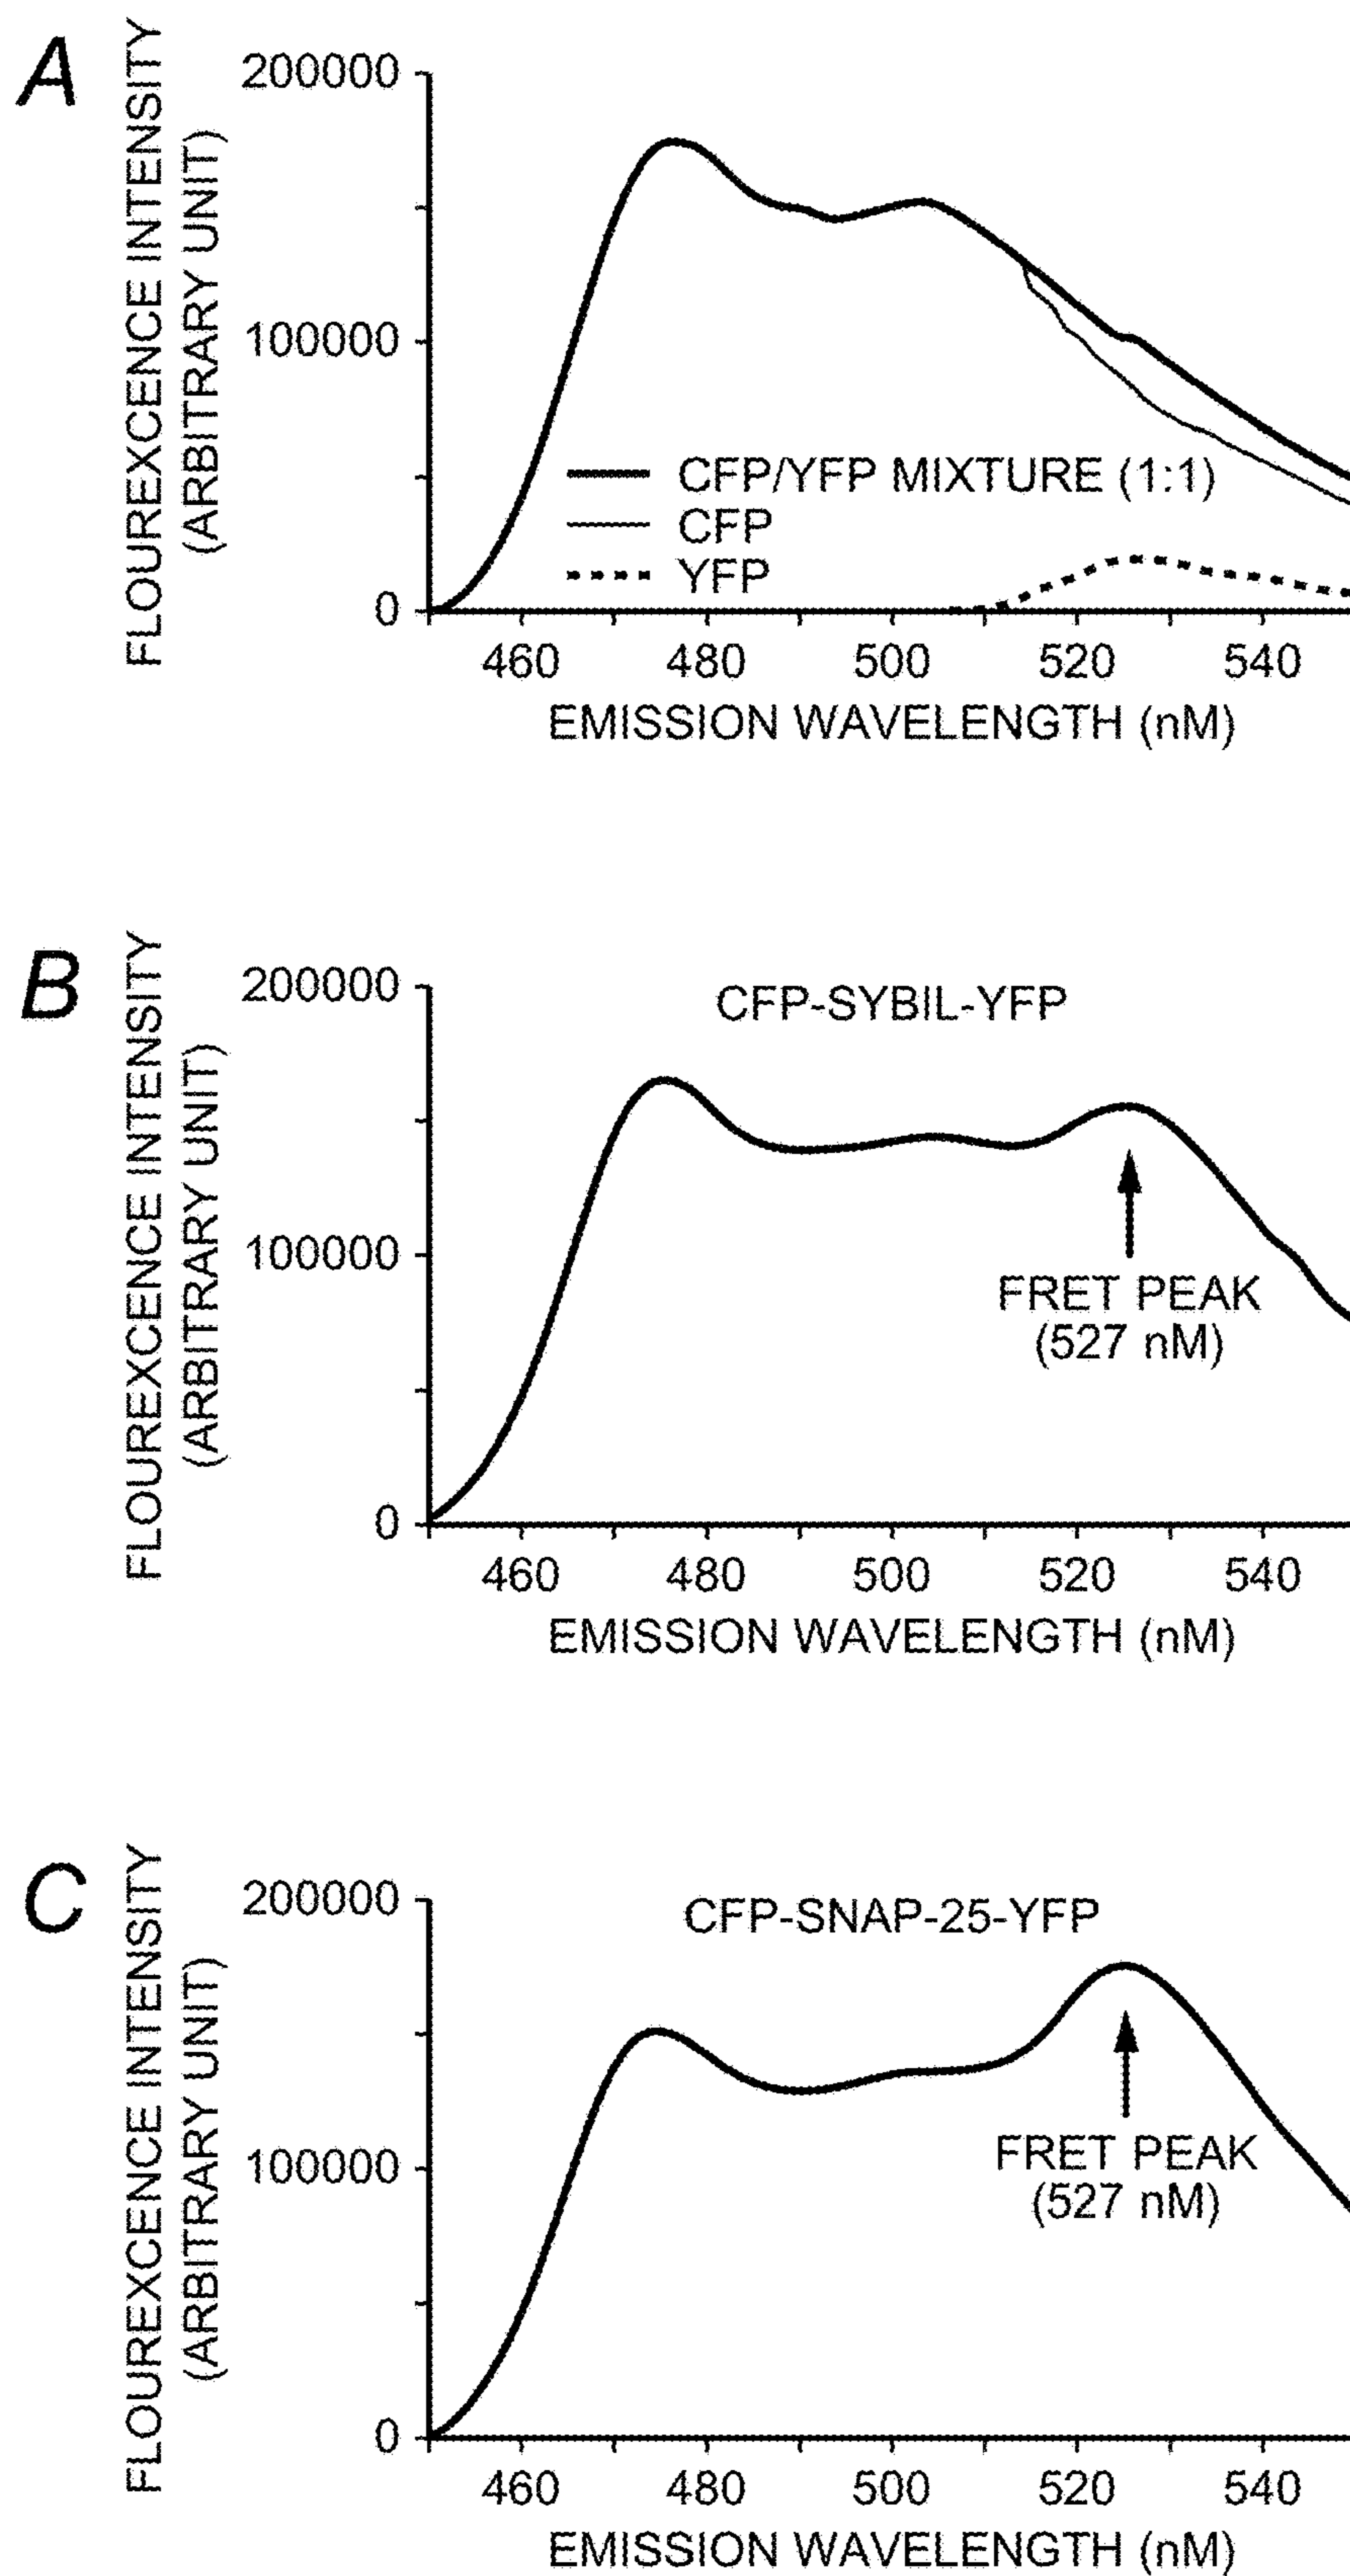 A
FLOUREXCENCE INTENSITY
(ARBITRARY UNIT)
200000
100000
0
CFP/YFP MIXTURE (1:1)
CFP
YFP
460 480 500 520 540
EMISSION WAVELENGTH (nM)
B
FLOUREXCENCE INTENSITY
(ARBITRARY UNIT)
200000
100000
0
CFP-SYBIL-YFP
FRET PEAK
(527 nM)
460 480 500 520 540
EMISSION WAVELENGTH (nM)
C
FLOUREXCENCE INTENSITY
(ARBITRARY UNIT)
200000
100000
0
CFP-SNAP-25-YFP
FRET PEAK
(527 nM)
460 480 500 520 540
EMISSION WAVELENGTH (nM)